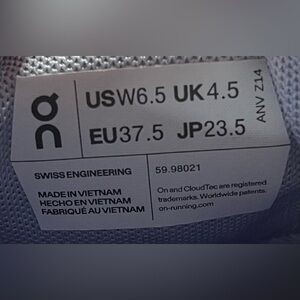 USW6.5 UK4.5
EU37.5 JP23.5
ANV Z14
SWISS ENGINEERING
59.98021
MADE IN VIETNAM
HECHO EN VIETNAM
FABRIQUÉ AU VIETNAM
On and CloudTec are registered
trademarks. Worldwide patents.
on-running.com